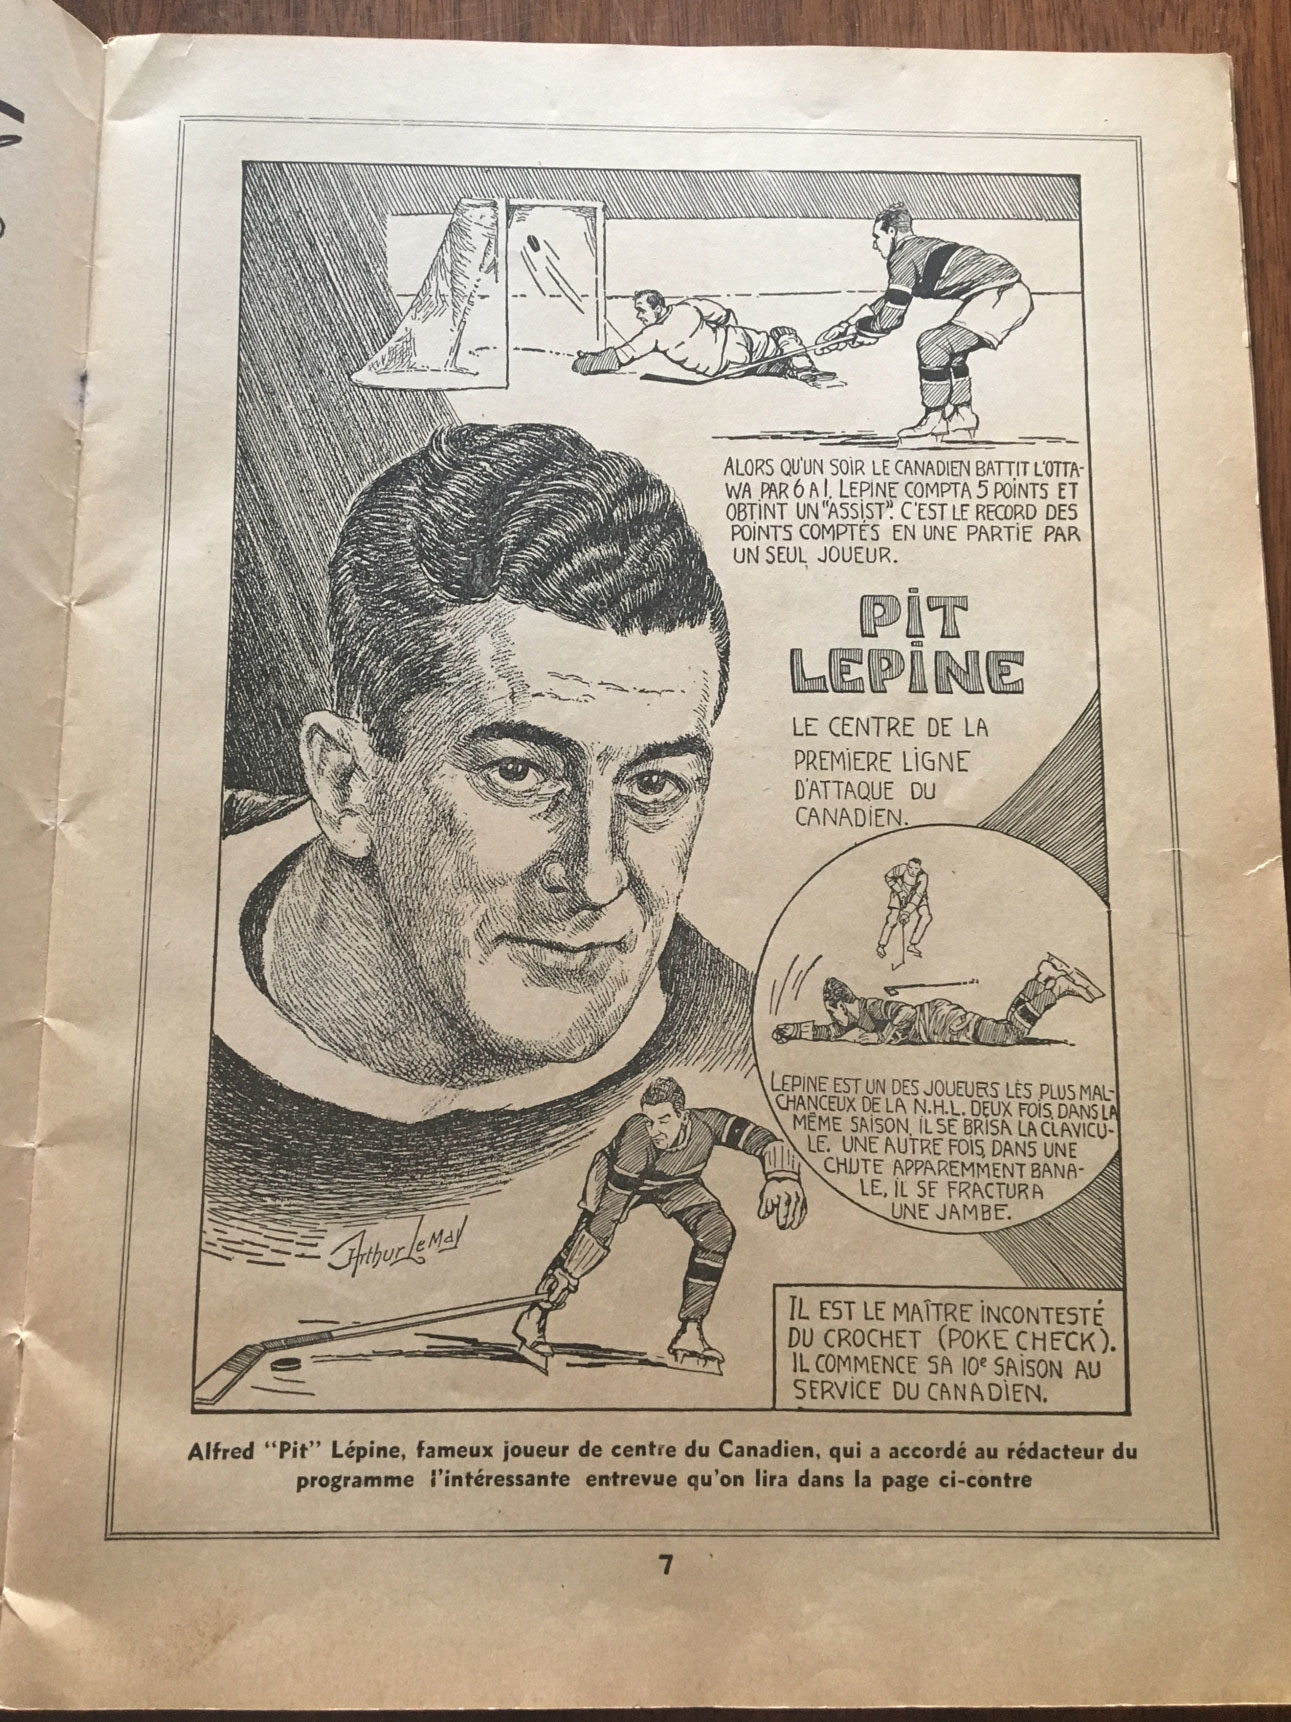 ALORS QU'UN SOIR LE CANADIEN BATTIT L'OTTA-
WA PAR 6 A 1, LEPINE COMPTA 5 POINTS ET
OBTINT UN "ASSIST". C'EST LE RECORD DES
POINTS COMPTÉS EN UNE PARTIE PAR
UN SEUL JOUEUR.
PIT
LEPINE
LE CENTRE DE LA
PREMIERE LIGNE
D'ATTAQUE DU
CANADIEN.
LEPINE EST UN DES JOUEURS LES PLUS MAL-
CHANCEUX DE LA N.H.L. DEUX FOIS, DANS LA
MÊME SAISON, IL SE BRISA LA CLAVICU-
LE. UNE AUTRE FOIS, DANS UNE
CHUTE APPAREMMENT BANA-
LE, IL SE FRACTURA
UNE JAMBE.
Arthur LeMay
IL EST LE MAÎTRE INCONTESTÉ
DU CROCHET (POKE CHECK).
IL COMMENCE SA 10e SAISON AU
SERVICE DU CANADIEN.
Alfred "Pit" Lépine, fameux joueur de centre du Canadien, qui a accordé au rédacteur du
programme l'intéressante entrevue qu'on lira dans la page ci-contre
7